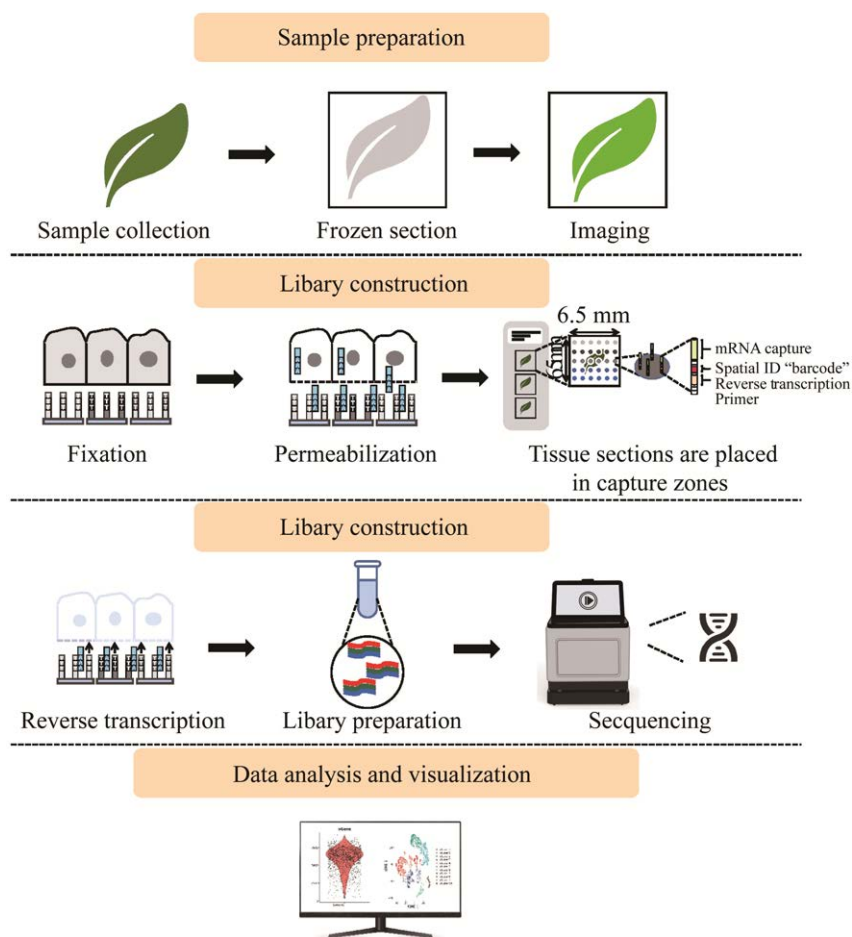 Sample preparation
Sample collection
Frozen section
Imaging
Libary construction
6.5 mm
mRNA capture
Spatial ID “barcode”
Reverse transcription
Primer
Fixation
Permeabilization
Tissue sections are placed
in capture zones
Libary construction
Reverse transcription
Libary preparation
Secquencing
Data analysis and visualization